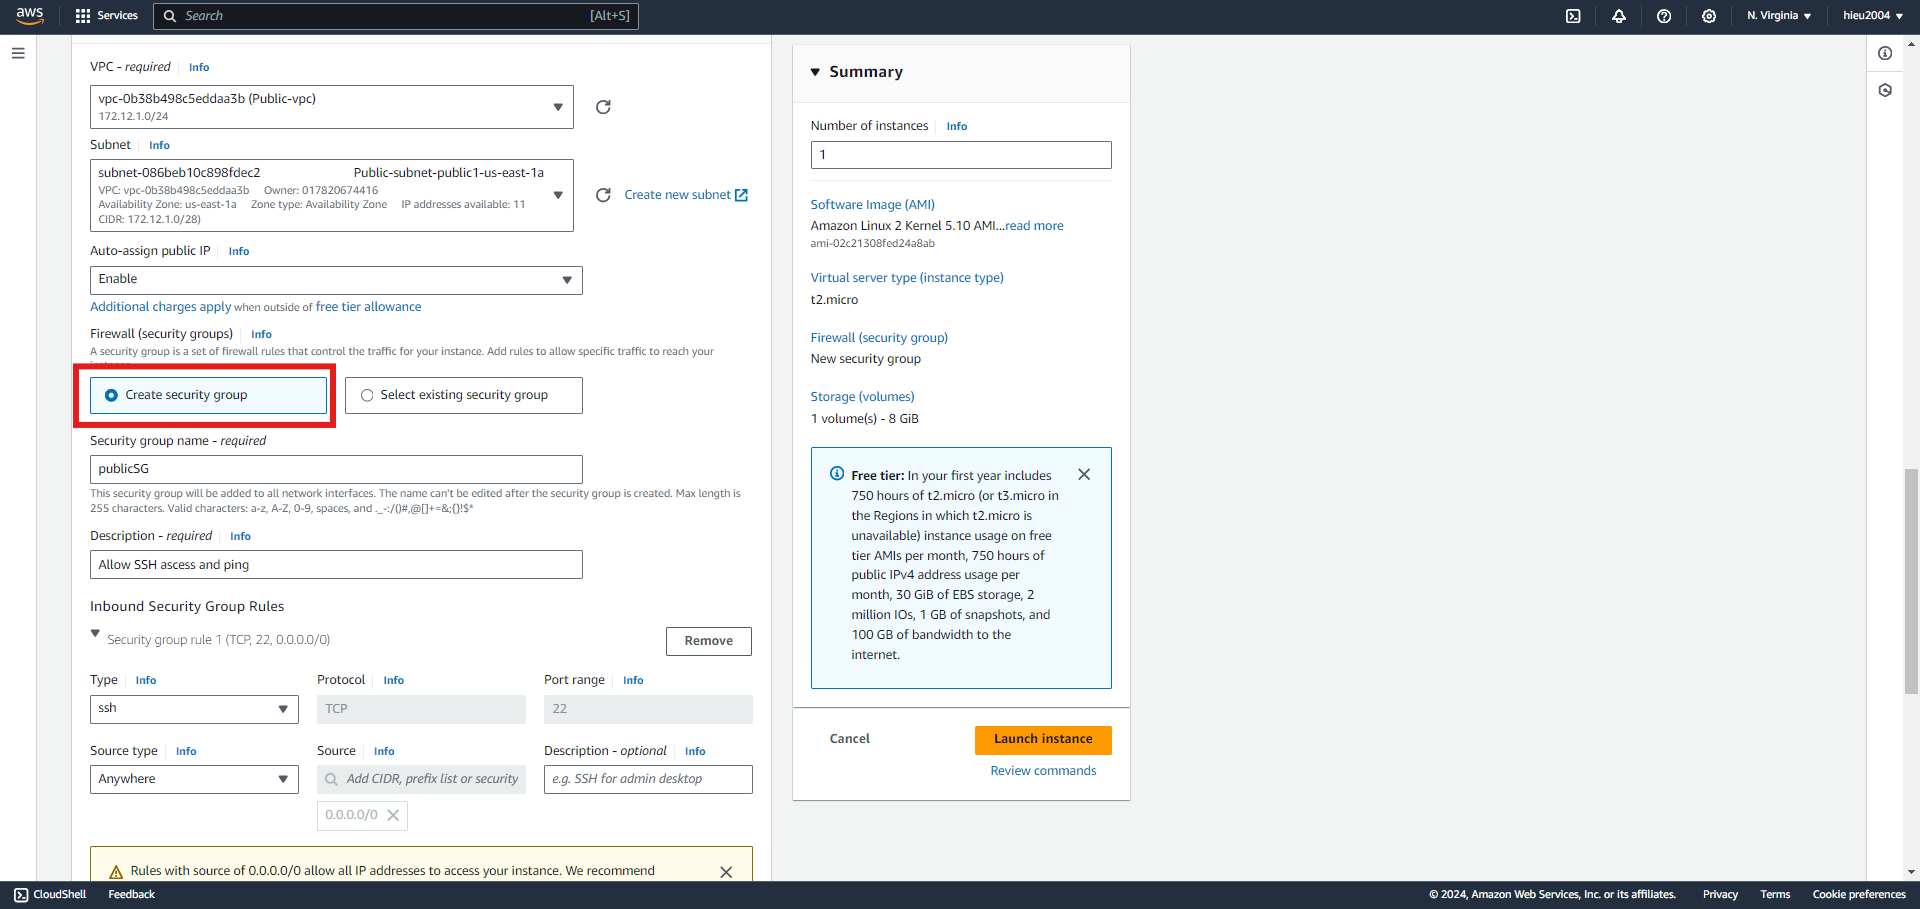 aws
Services
Search
[Alt+S]
N. Virginia
hieu2004
VPC - required
Info
vpc-0b38b498c5eddaa3b (Public-vpc)
172.12.1.0/24
Subnet
Info
subnet-086beb10c898fdec2
Public-subnet-public1-us-east-1a
VPC: vpc-0b38b498c5eddaa3b Owner: 017820674416
Availability Zone: us-east-1a Zone type: Availability Zone IP addresses available: 11
CIDR: 172.12.1.0/28)
Create new subnet
Auto-assign public IP
Info
Enable
Additional charges apply when outside of free tier allowance
Firewall (security groups)
Info
A security group is a set of firewall rules that control the traffic for your instance. Add rules to allow specific traffic to reach your
Create security group
Select existing security group
Security group name - required
publicSG
This security group will be added to all network interfaces. The name can't be edited after the security group is created. Max length is
255 characters. Valid characters: a-z, A-Z, 0-9, spaces, and ._-:/()#,@[]+=&;{}!$*
Description - required
Info
Allow SSH ascess and ping
Inbound Security Group Rules
Security group rule 1 (TCP, 22, 0.0.0.0/0)
Remove
Type
Info
Protocol
Info
Port range
Info
ssh
TCP
22
Source type
Info
Source
Info
Description - optional
Info
Anywhere
Add CIDR, prefix list or security
e.g. SSH for admin desktop
0.0.0.0/0
Rules with source of 0.0.0.0/0 allow all IP addresses to access your instance. We recommend
Summary
Number of instances
Info
1
Software Image (AMI)
Amazon Linux 2 Kernel 5.10 AMI...read more
ami-02c21308fed24a8ab
Virtual server type (instance type)
t2.micro
Firewall (security group)
New security group
Storage (volumes)
1 volume(s) - 8 GiB
Free tier: In your first year includes
750 hours of t2.micro (or t3.micro in
the Regions in which t2.micro is
unavailable) instance usage on free
tier AMIs per month, 750 hours of
public IPv4 address usage per
month, 30 GiB of EBS storage, 2
million IOs, 1 GB of snapshots, and
100 GB of bandwidth to the
internet.
Cancel
Launch instance
Review commands
CloudShell
Feedback
© 2024, Amazon Web Services, Inc. or its affiliates.
Privacy
Terms
Cookie preferences